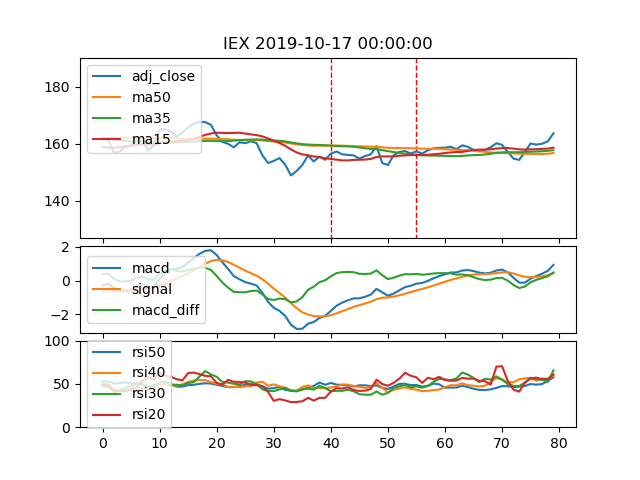 IEX 2019-10-17 00:00:00
180
160
140
adj_close
ma50
ma35
ma15
2
0
−2
macd
signal
macd_diff
100
50
0
rsi50
rsi40
rsi30
rsi20
0 10 20 30 40 50 60 70 80